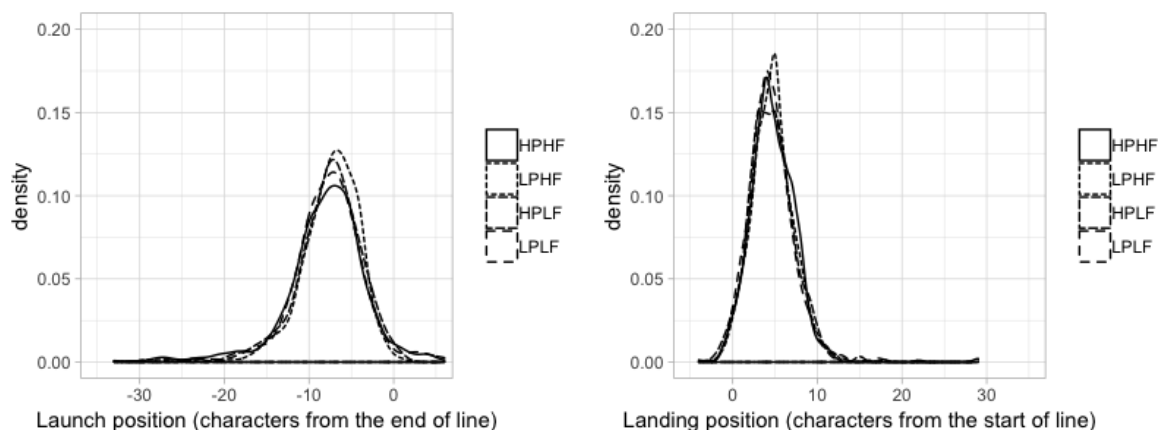 0.20
0.15
0.10
0.05
0.00
density
-30 -20 -10 0
Launch position (characters from the end of line)
HPHF
LPHF
HPLF
LPLF
0.20
0.15
0.10
0.05
0.00
density
0 10 20 30
Landing position (characters from the start of line)
HPHF
LPHF
HPLF
LPLF